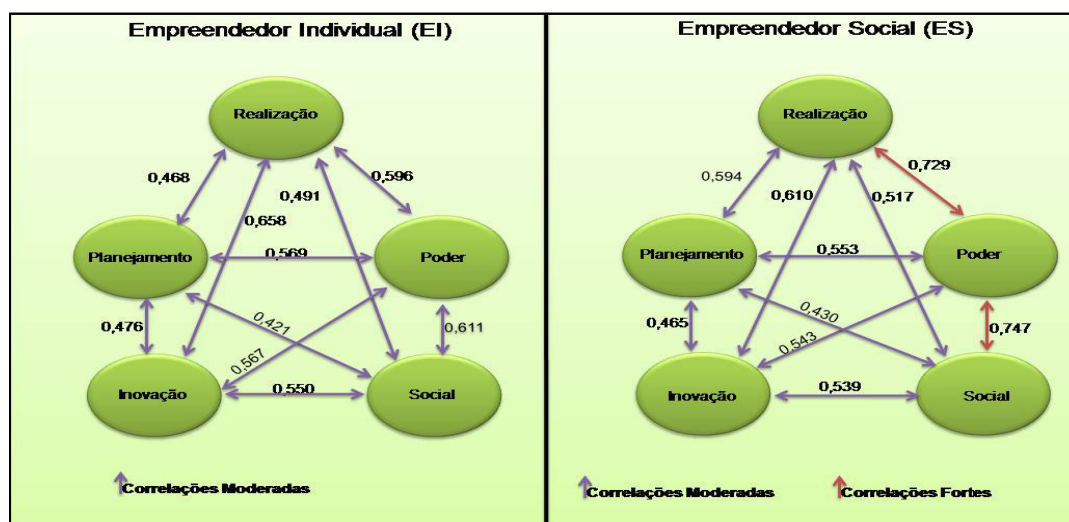 Empreendedor Individual (EI)
Realização
0,468
0,596
0,491
0,658
Planejamento
0,569
Poder
0,476
0,421
0,611
0,567
Inovação
0,550
Social
Correlações Moderadas
Empreendedor Social (ES)
Realização
0,594
0,729
0,610
0,517
Planejamento
0,553
Poder
0,465
0,430
0,543
0,747
Inovação
0,539
Social
Correlações Moderadas
Correlações Fortes